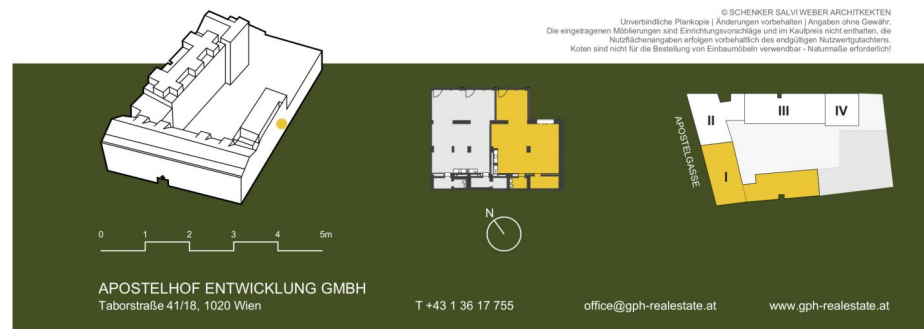 © SCHENKER SALVI WEBER ARCHITKEKTEN
Unverbindliche Plankopie | Änderungen vorbehalten | Angaben ohne Gewähr.
Die eingetragenen Möblierungen sind Einrichtungsvorschläge und im Kaufpreis nicht enthalten, die
Nutzflächenangaben erfolgen vorbehaltlich des endgültigen Nutzwertgutachtens.
Koten sind nicht für die Bestellung von Einbaumöbeln verwendbar - Naturmaße erforderlich!
II
III
IV
APOSTELGASSE
I
N
0 1 2 3 4 5m
APOSTELHOF ENTWICKLUNG GMBH
Taborstraße 41/18, 1020 Wien
T +43 1 36 17 755
office@gph-realestate.at
www.gph-realestate.at